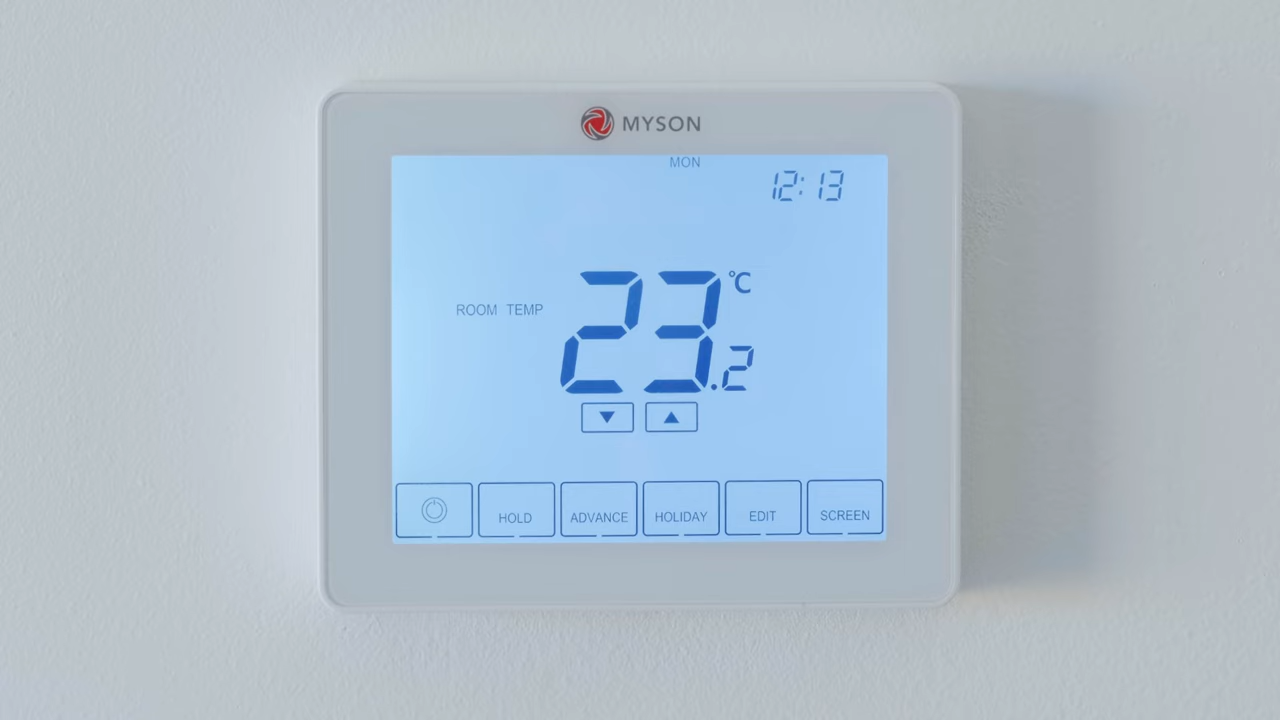 MYSON
MON
12:13
ROOM TEMP
23.2 °C
HOLD ADVANCE HOLIDAY EDIT SCREEN